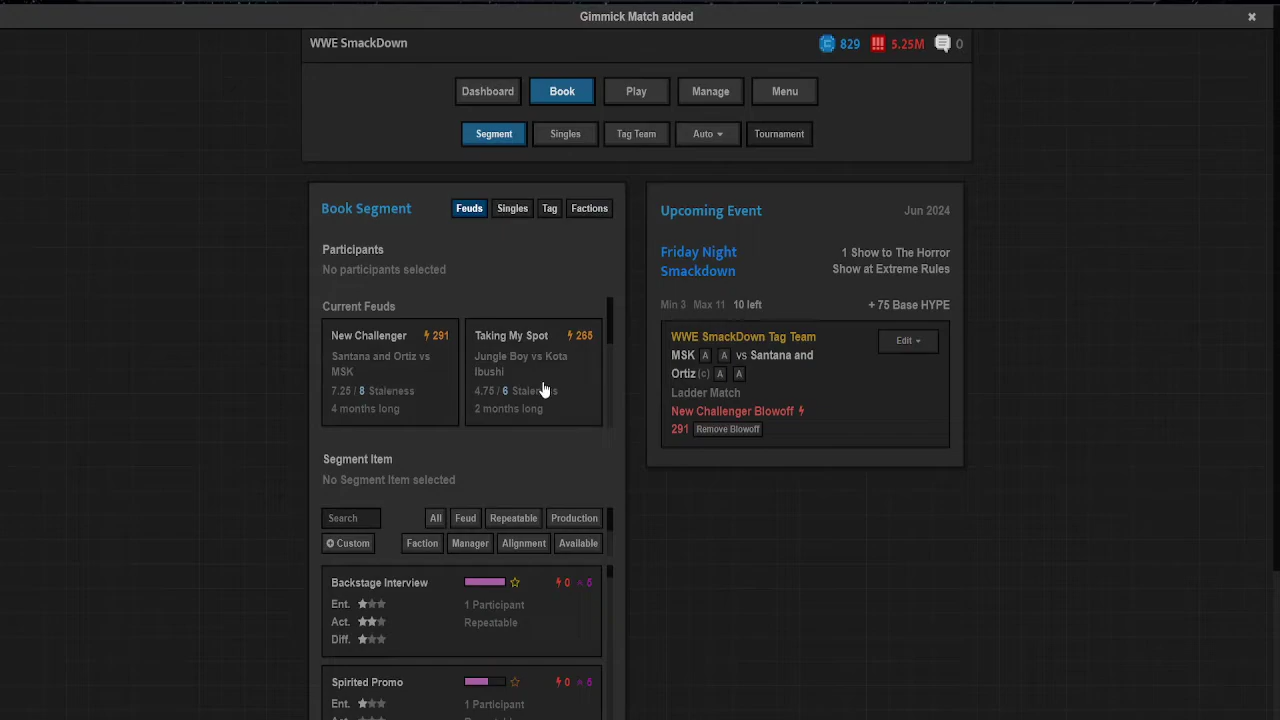 Gimmick Match added ×
WWE SmackDown 829 5.25M 0
Dashboard Book Play Manage Menu
Segment Singles Tag Team Auto Tournament
Book Segment Feuds Singles Tag Factions
Participants
No participants selected
Current Feuds
New Challenger 291
Santana and Ortiz vs
MSK
7.25 / 8 Staleness
4 months long
Taking My Spot 265
Jungle Boy vs Kota
Ibushi
4.75 / 6 Staleness
2 months long
Segment Item
No Segment Item selected
Search All Feud Repeatable Production
Custom Faction Manager Alignment Available
Backstage Interview 0 5
Ent. 1 Participant
Act. Repeatable
Diff.
Spirited Promo 0 5
Ent. 1 Participant
Upcoming Event Jun 2024
Friday Night
Smackdown
1 Show to The Horror
Show at Extreme Rules
Min 3 Max 11 10 left + 75 Base HYPE
WWE SmackDown Tag Team Edit
MSK A A vs Santana and
Ortiz (c) A A
Ladder Match
New Challenger Blowoff
291 Remove Blowoff